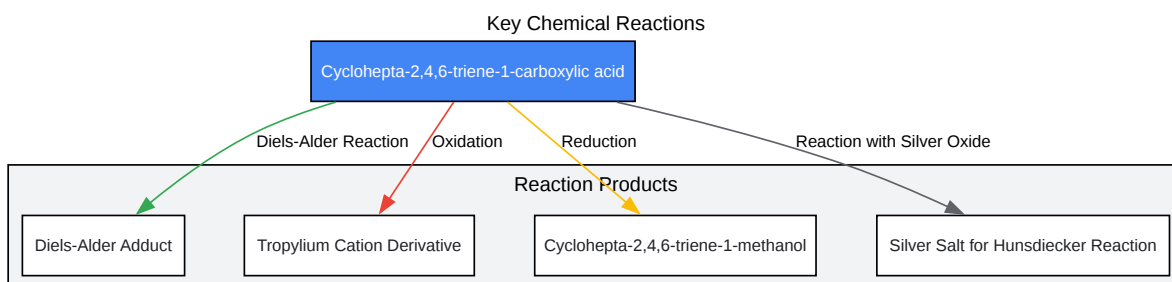 Key Chemical Reactions
Cyclohepta-2,4,6-triene-1-carboxylic acid
Diels-Alder Reaction
Oxidation
Reduction
Reaction with Silver Oxide
Reaction Products
Diels-Alder Adduct
Tropylium Cation Derivative
Cyclohepta-2,4,6-triene-1-methanol
Silver Salt for Hunsdiecker Reaction